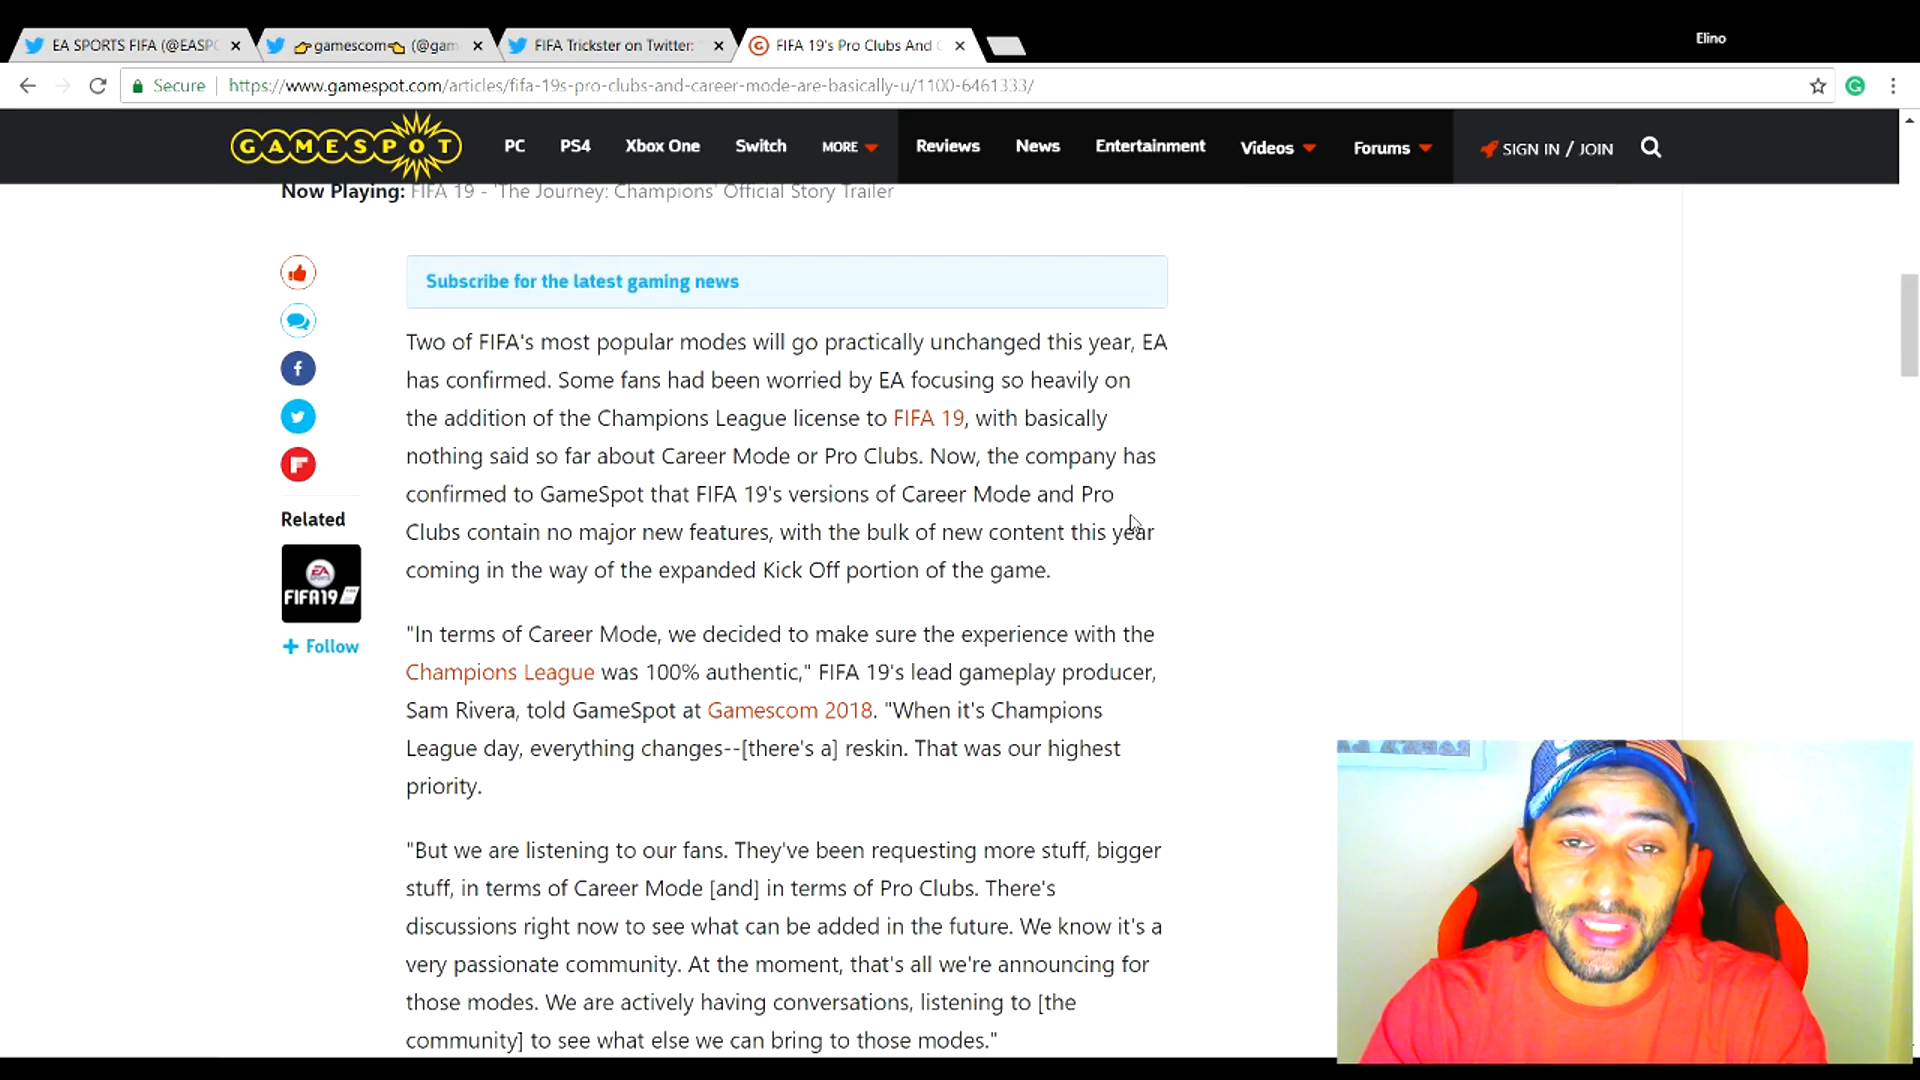 EA SPORTS FIFA (@EASPO
👉gamescom👈 (@gam
FIFA Trickster on Twitter:
FIFA 19's Pro Clubs And C
Elino
Secure
https://www.gamespot.com/articles/fifa-19s-pro-clubs-and-career-mode-are-basically-u/1100-6461333/
GAMESPOT
PC
PS4
Xbox One
Switch
MORE
Reviews
News
Entertainment
Videos
Forums
SIGN IN / JOIN
Now Playing: FIFA 19 - 'The Journey: Champions' Official Story Trailer
Subscribe for the latest gaming news
Two of FIFA's most popular modes will go practically unchanged this year, EA
has confirmed. Some fans had been worried by EA focusing so heavily on
the addition of the Champions League license to FIFA 19, with basically
nothing said so far about Career Mode or Pro Clubs. Now, the company has
confirmed to GameSpot that FIFA 19's versions of Career Mode and Pro
Clubs contain no major new features, with the bulk of new content this year
coming in the way of the expanded Kick Off portion of the game.
Related
EA SPORTS
FIFA19
+ Follow
"In terms of Career Mode, we decided to make sure the experience with the
Champions League was 100% authentic," FIFA 19's lead gameplay producer,
Sam Rivera, told GameSpot at Gamescom 2018. "When it's Champions
League day, everything changes--[there's a] reskin. That was our highest
priority.
"But we are listening to our fans. They've been requesting more stuff, bigger
stuff, in terms of Career Mode [and] in terms of Pro Clubs. There's
discussions right now to see what can be added in the future. We know it's a
very passionate community. At the moment, that's all we're announcing for
those modes. We are actively having conversations, listening to [the
community] to see what else we can bring to those modes."